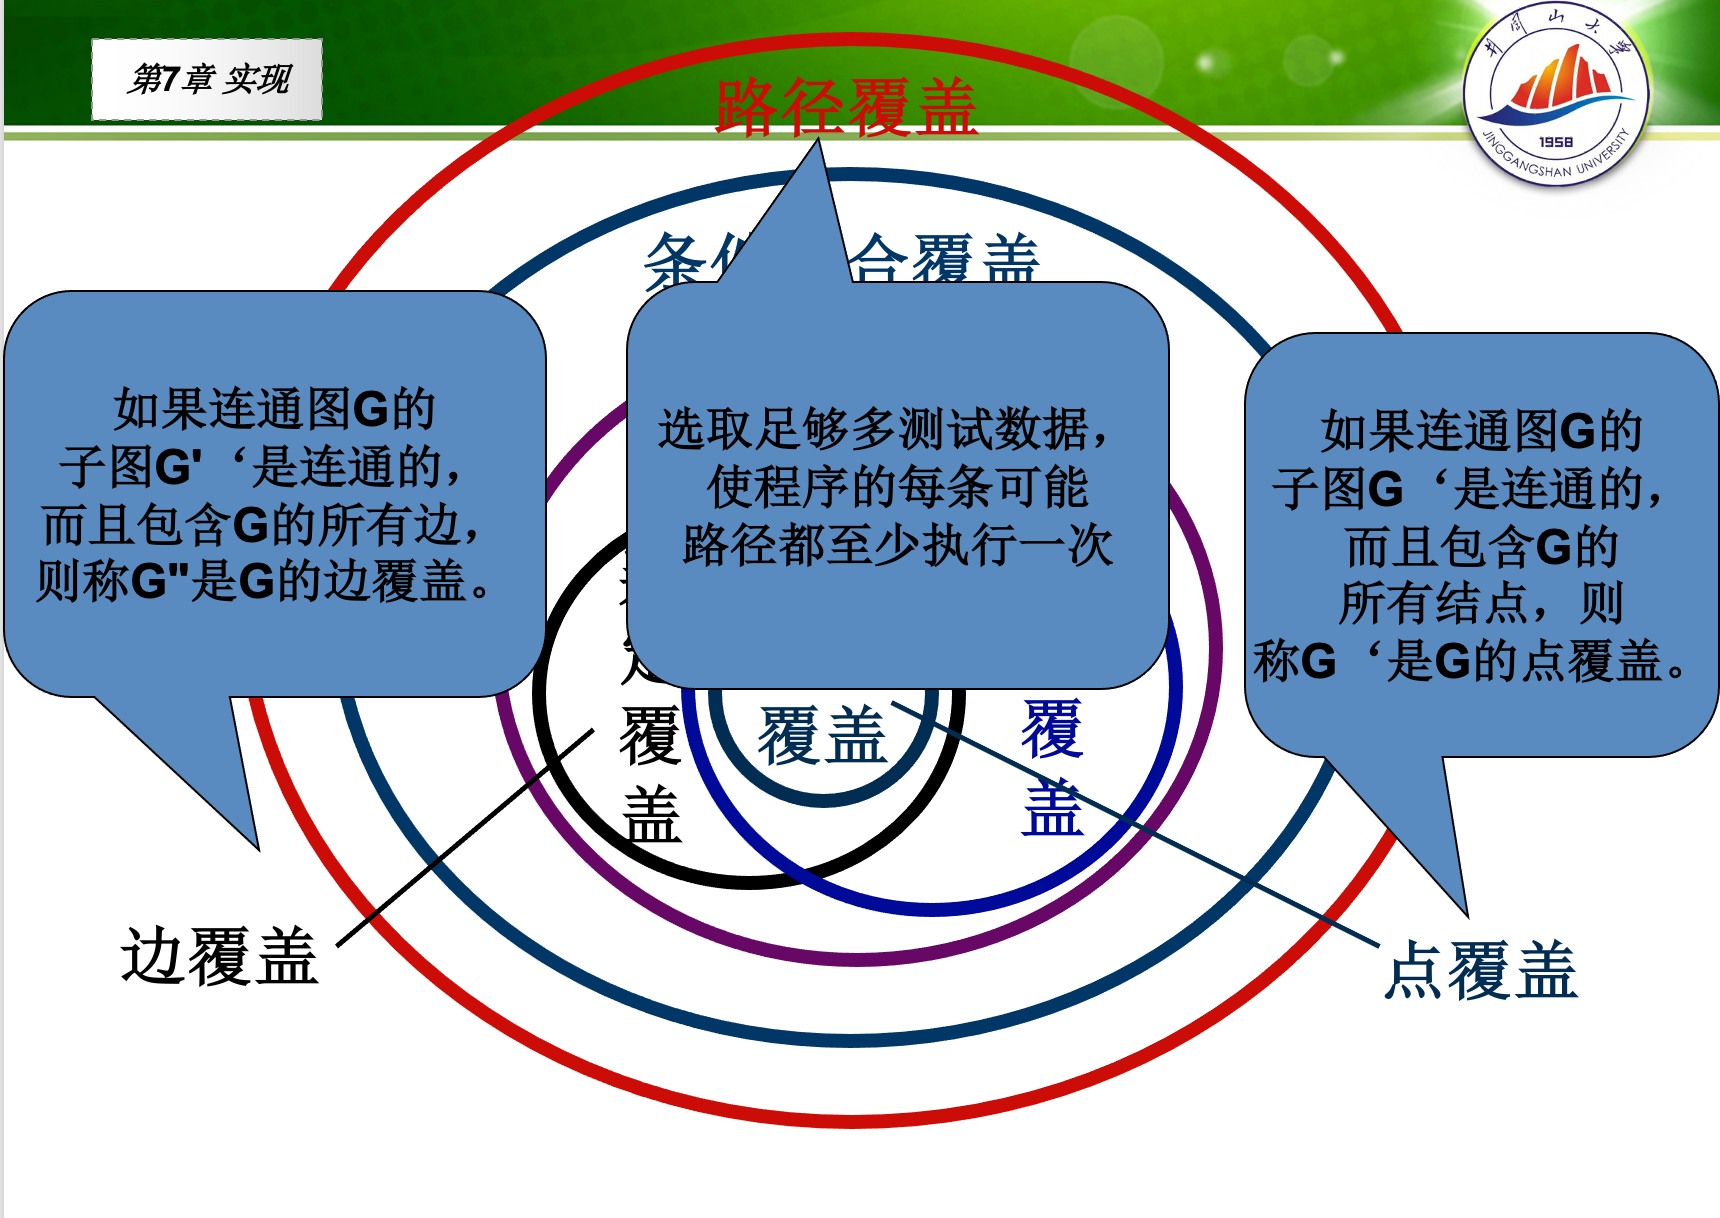 第7章 实现
井冈山大学
1958
JINGGANGSHAN UNIVERSITY
路径覆盖
条 合覆盖
如果连通图G的
子图G'‘是连通的,
而且包含G的所有边,
则称G"是G的边覆盖。
选取足够多测试数据,
使程序的每条可能
路径都至少执行一次
如果连通图G的
子图G‘是连通的,
而且包含G的
所有结点，则
称G‘是G的点覆盖。
覆
盖
覆盖
覆
盖
边覆盖
点覆盖